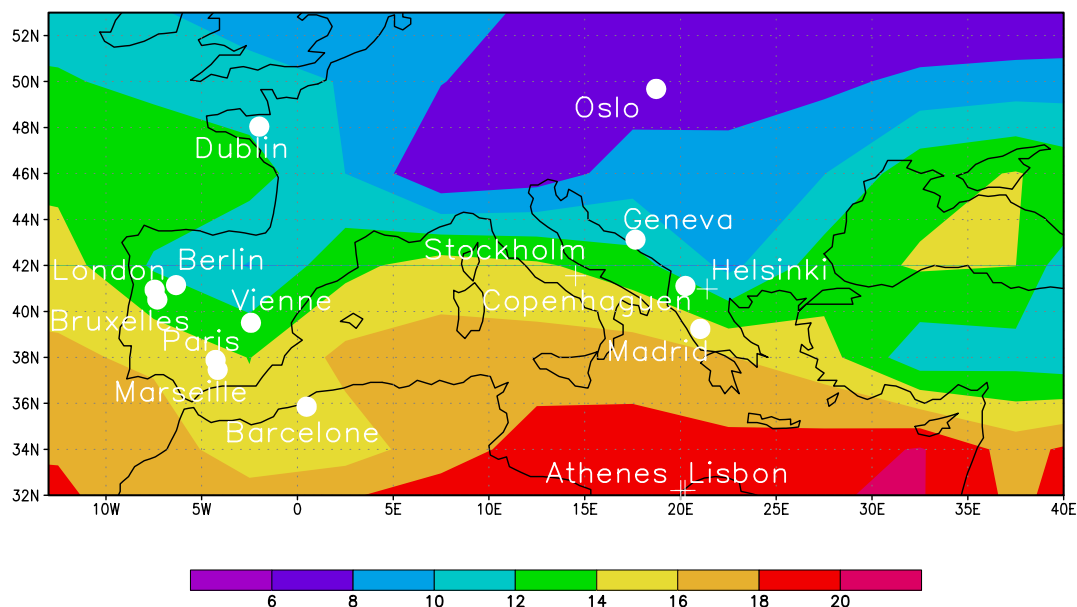 52N
50N
Oslo
48N
Dublin
46N
44N
Geneva
Stockholm
42N
London
Berlin
Helsinki
Vienne
Copenhaguen
40N
Bruxelles
Paris
Madrid
38N
Marseille
36N
Barcelone
34N
Athenes
Lisbon
32N
10W
5W
0
5E
10E
15E
20E
25E
30E
35E
40E
6
8
10
12
14
16
18
20